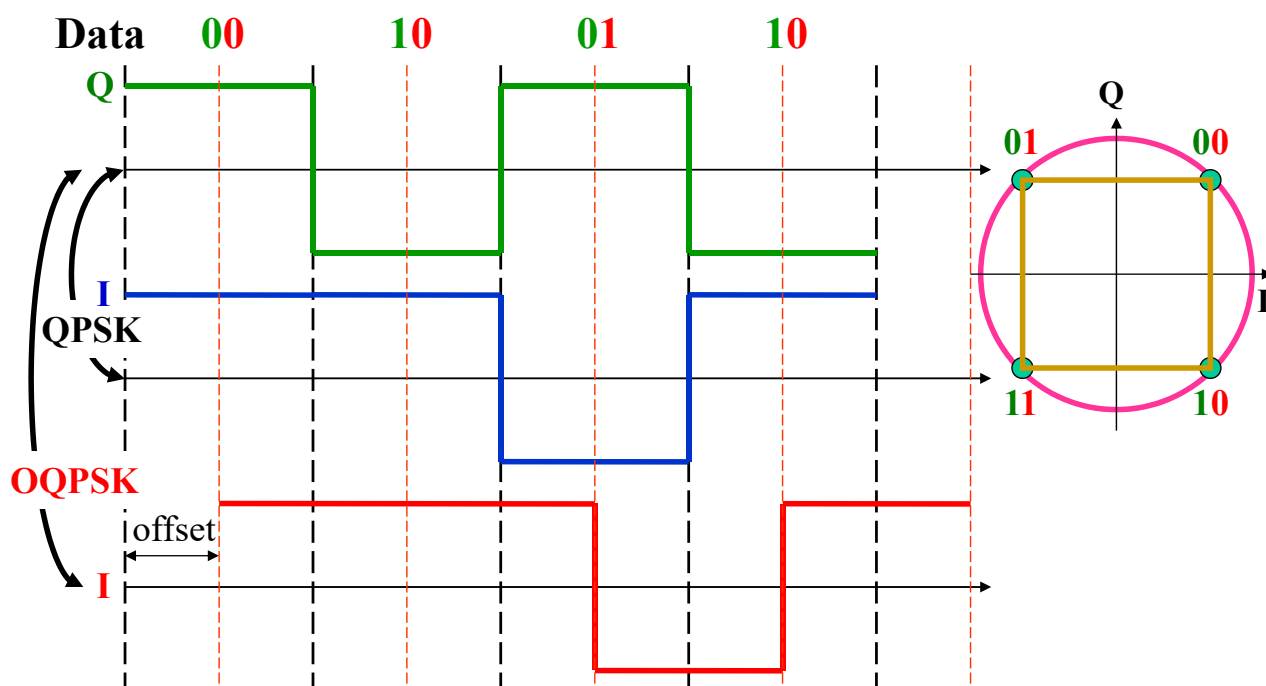 Data 00 10 01 10
Q
Q
01 00
I
I
QPSK
11 10
OQPSK
offset
I